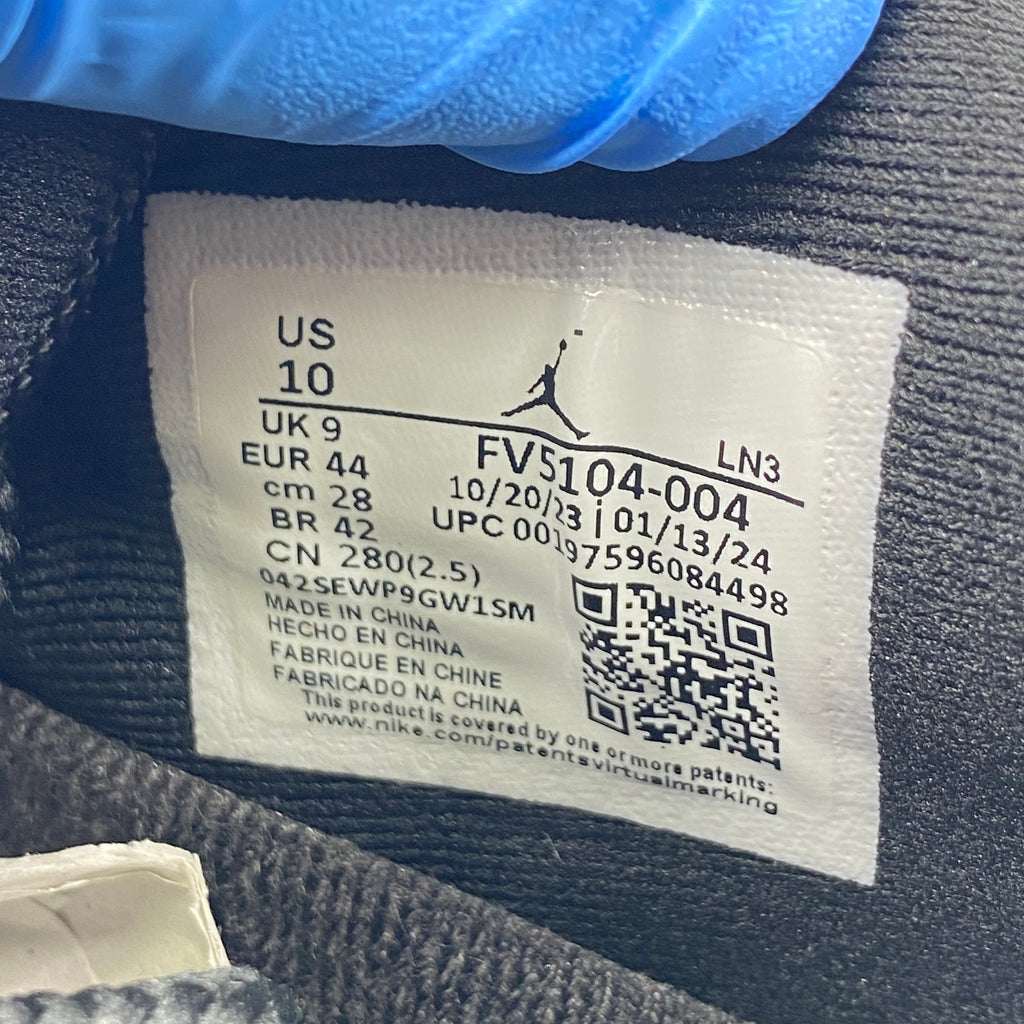 US
10
LN3
UK 9
EUR 44
cm 28
BR 42
CN 280(2.5)
042SEWP9GW1SM
FV5104-004
10/20/23 | 01/13/24
UPC 00197596084498
MADE IN CHINA
HECHO EN CHINA
FABRIQUE EN CHINE
FABRICADO NA CHINA
This product is covered by one or more patents:
www.nike.com/patentsvirtualmarking